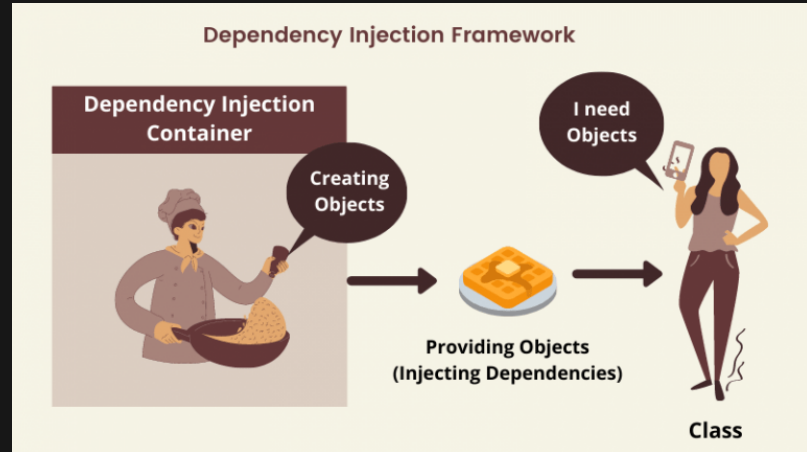 Dependency Injection Framework
Dependency Injection
Container
Creating
Objects
I need
Objects
Providing Objects
(Injecting Dependencies)
Class